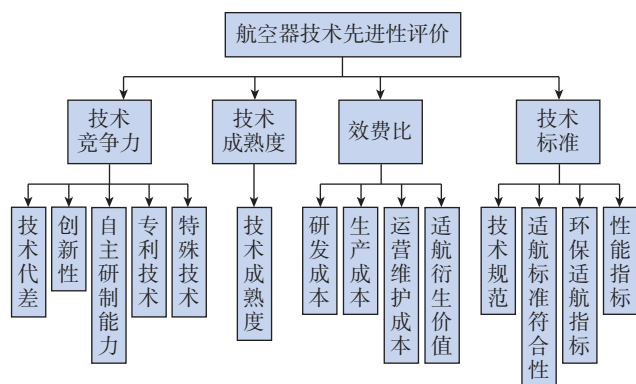 航空器技术先进性评价
技术
竞争力
技术
成熟度
效费比
技术
标准
技术代差
创新性
自主研制能力
专利技术
特殊技术
技术成熟度
研发成本
生产成本
运营维护成本
适航衍生价值
技术规范
适航标准符合性
环保适航指标
性能指标